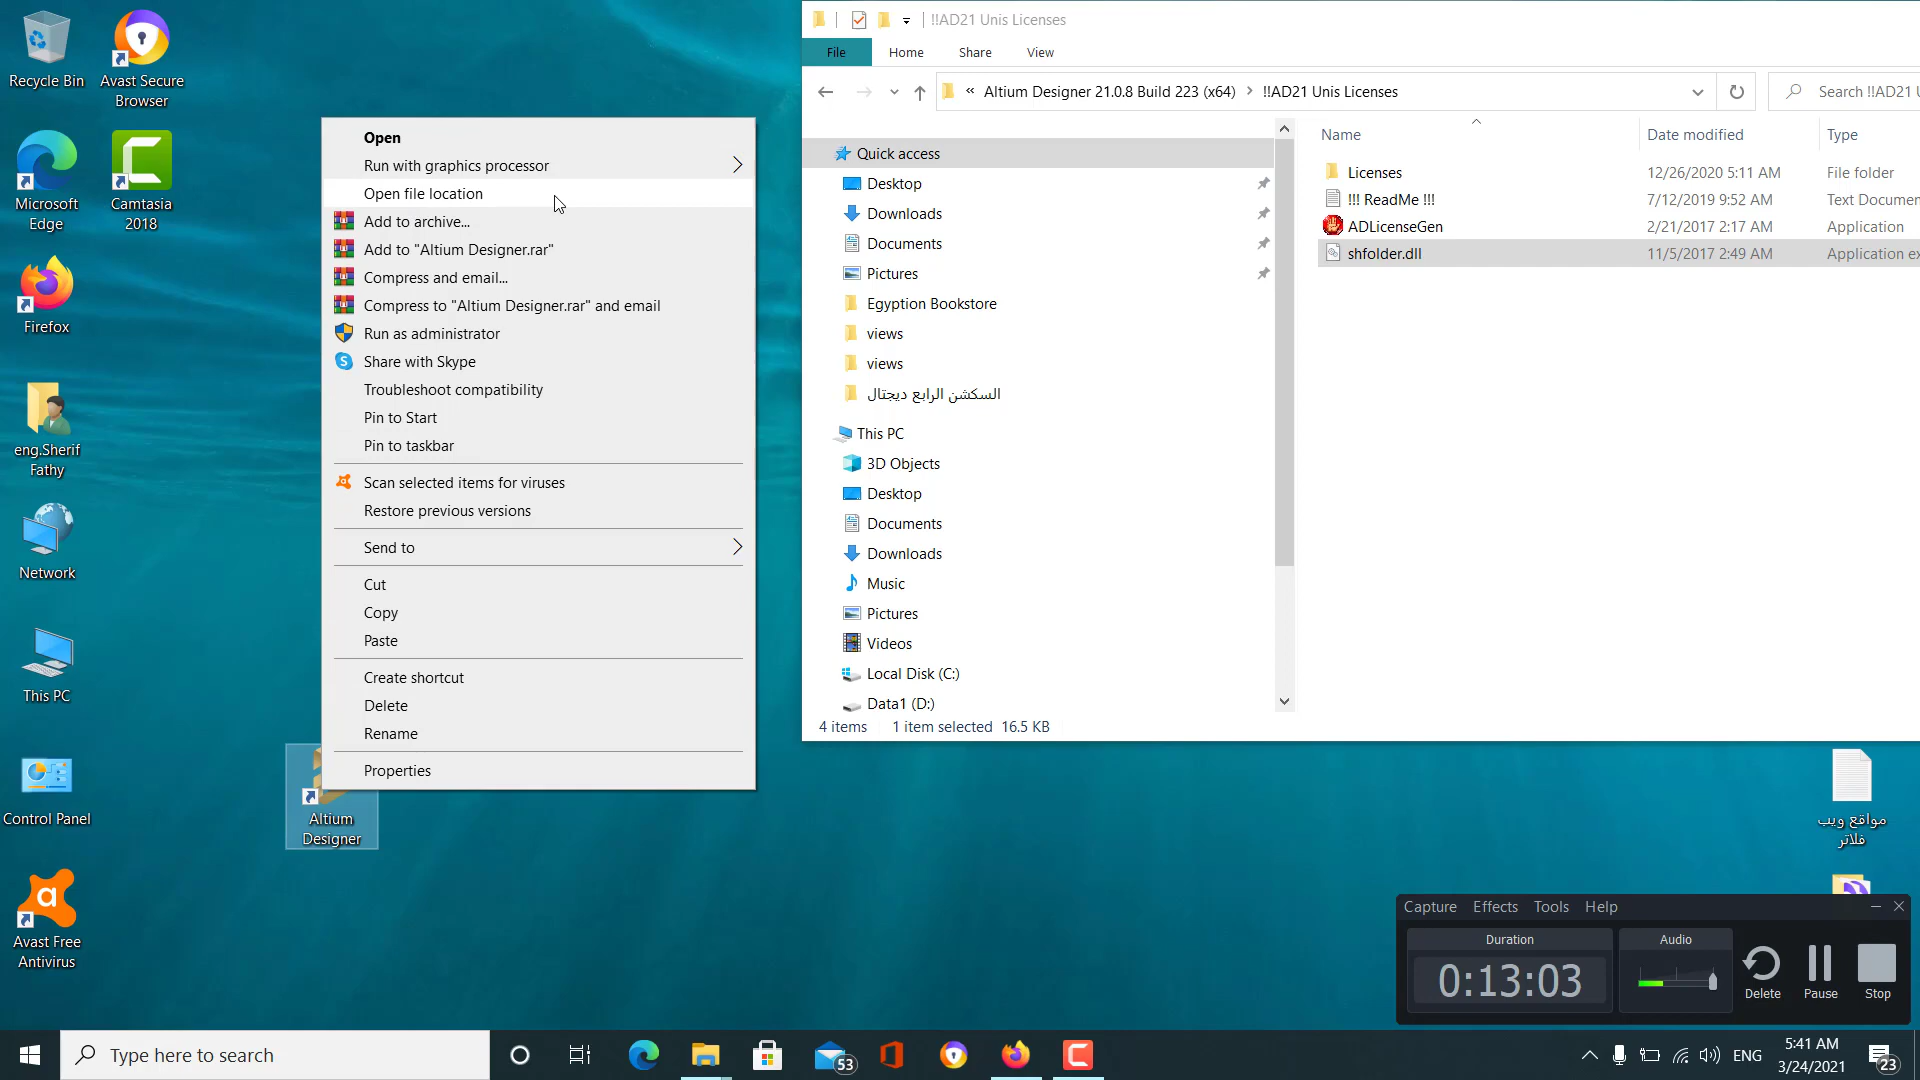 Recycle Bin
Avast Secure
Browser
Microsoft
Edge
Camtasia
2018
Firefox
eng.Sherif
Fathy
Network
This PC
Control Panel
Avast Free
Antivirus
Altium
Designer
Open
Run with graphics processor
Open file location
Add to archive...
Add to "Altium Designer.rar"
Compress and email...
Compress to "Altium Designer.rar" and email
Run as administrator
Share with Skype
Troubleshoot compatibility
Pin to Start
Pin to taskbar
Scan selected items for viruses
Restore previous versions
Send to
Cut
Copy
Paste
Create shortcut
Delete
Rename
Properties
!!AD21 Unis Licenses
File Home Share View
« Altium Designer 21.0.8 Build 223 (x64) > !!AD21 Unis Licenses
Search !!AD21 U
Quick access
Desktop
Downloads
Documents
Pictures
Egyption Bookstore
views
views
السكشن الرابع ديجتال
This PC
3D Objects
Desktop
Documents
Downloads
Music
Pictures
Videos
Local Disk (C:)
Data1 (D:)
Name Date modified Type
Licenses 12/26/2020 5:11 AM File folder
!!! ReadMe !!! 7/12/2019 9:52 AM Text Documen
ADLicenseGen 2/21/2017 2:17 AM Application
shfolder.dll 11/5/2017 2:49 AM Application ex
4 items 1 item selected 16.5 KB
مواقع ويب
فلاتر
Capture Effects Tools Help
Duration
0:13:03
Audio
Delete
Pause
Stop
Type here to search
53
ENG
5:41 AM
3/24/2021
23